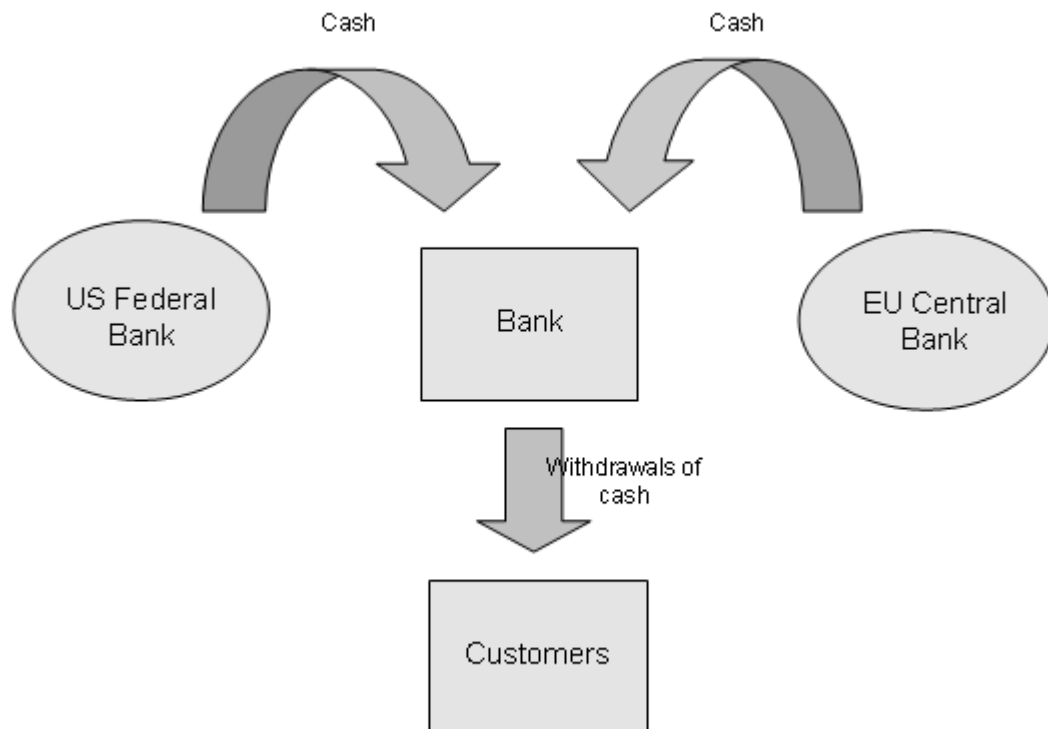 Cash
Cash
US Federal
Bank
Bank
EU Central
Bank
Withdrawals of
cash
Customers